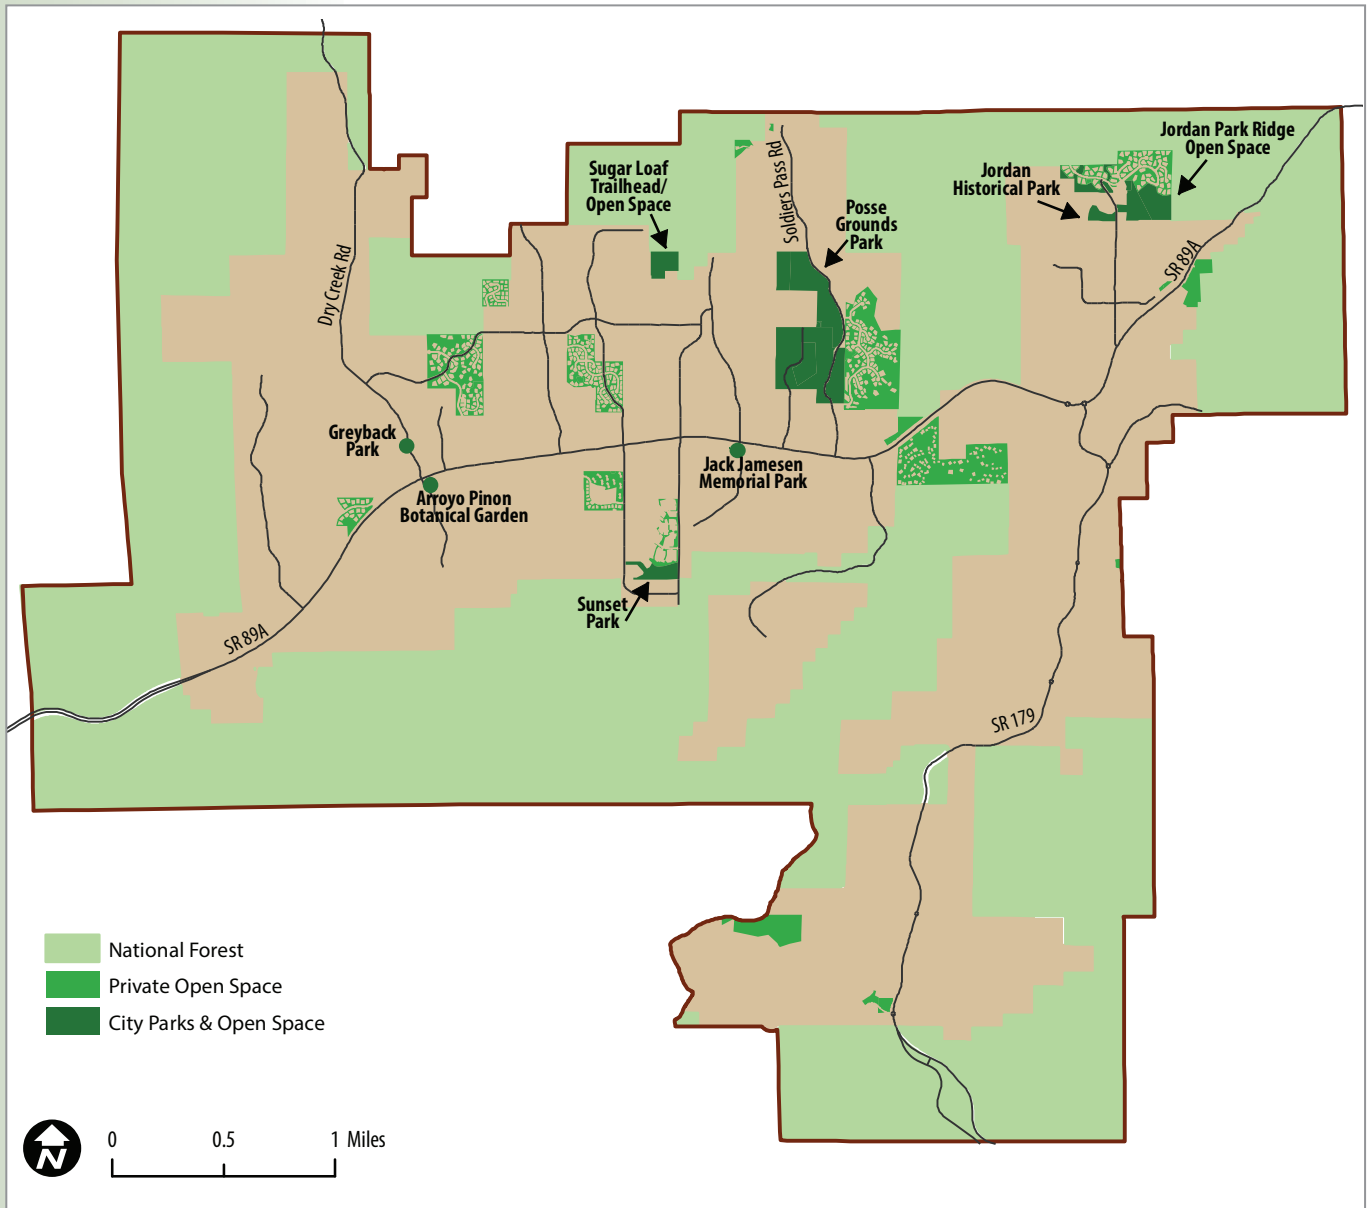 Jordan Park Ridge
Open Space
Jordan
Historical Park
Sugar Loaf
Trailhead/
Open Space
Soldiers Pass Rd
Posse
Grounds
Park
Dry Creek Rd
SR 89A
Greyback
Park
Jack Jamesen
Memorial Park
Arroyo Pinon
Botanical Garden
Sunset
Park
SR 89A
SR 179
National Forest
Private Open Space
City Parks & Open Space
N
0 0.5 1 Miles